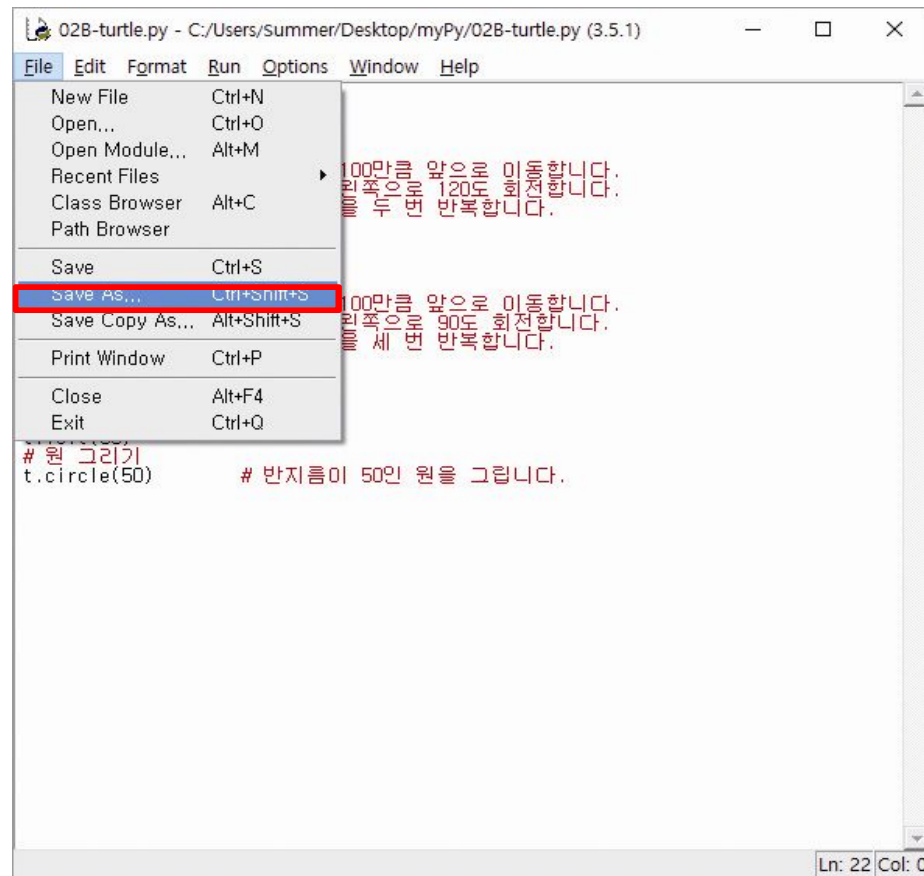 02B-turtle.py - C:/Users/Summer/Desktop/myPy/02B-turtle.py (3.5.1)
File Edit Format Run Options Window Help
New File Ctrl+N
Open... Ctrl+O
Open Module... Alt+M
Recent Files
Class Browser Alt+C
Path Browser
Save Ctrl+S
Save As... Ctrl+Shift+S
Save Copy As... Alt+Shift+S
Print Window Ctrl+P
Close Alt+F4
Exit Ctrl+Q
100만큼 앞으로 이동합니다.
왼쪽으로 120도 회전합니다.
를 두 번 반복합니다.
100만큼 앞으로 이동합니다.
왼쪽으로 90도 회전합니다.
를 세 번 반복합니다.
# 원 그리기
t.circle(50) # 반지름이 50인 원을 그립니다.
Ln: 22 Col: 0